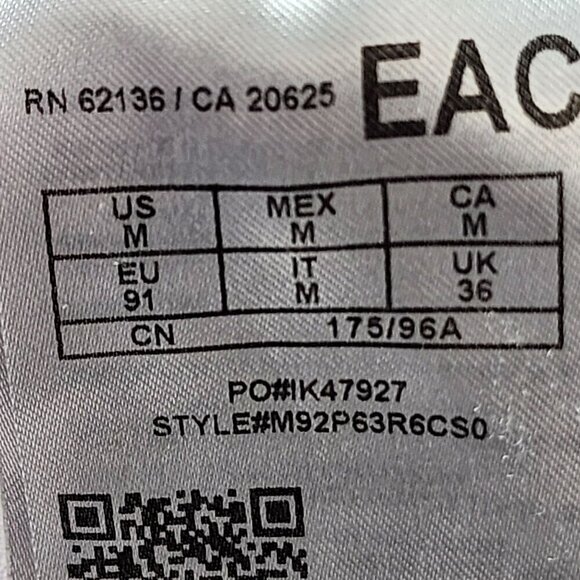 RN 62136 / CA 20625
EAC
US MEX CA
M M M
EU IT UK
91 M 36
CN 175/96A
PO#IK47927
STYLE#M92P63R6CS0